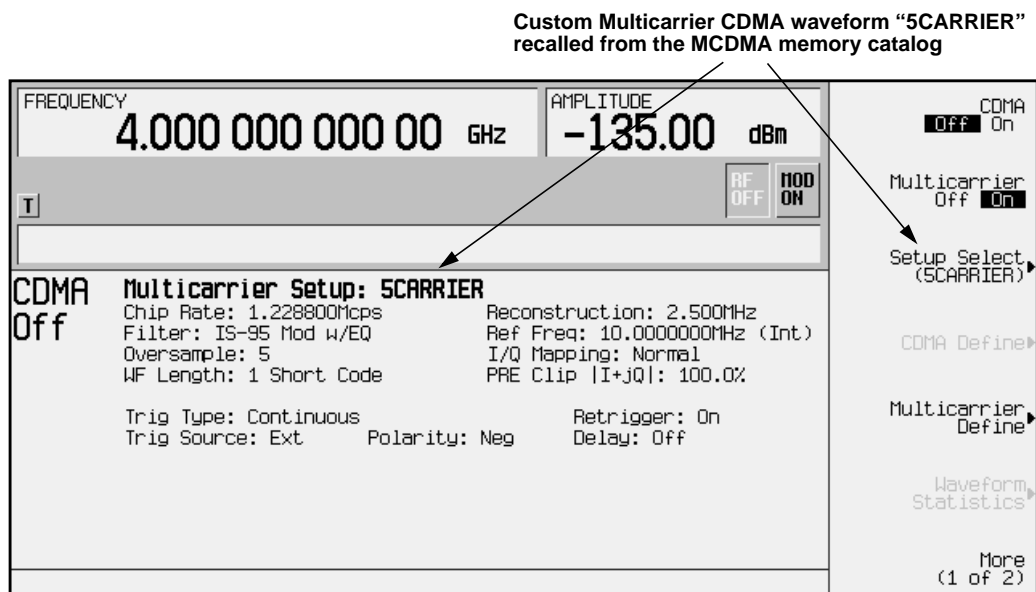 Custom Multicarrier CDMA waveform “5CARRIER”
recalled from the MCDMA memory catalog
FREQUENCY
4.000 000 000 00 GHz
AMPLITUDE
-135.00 dBm
RF OFF
MOD ON
T
CDMA
Off
Multicarrier Setup: 5CARRIER
Chip Rate: 1.228800Mcps Reconstruction: 2.500MHz
Filter: IS-95 Mod w/EQ Ref Freq: 10.0000000MHz (Int)
Oversample: 5 I/Q Mapping: Normal
WF Length: 1 Short Code PRE Clip |I+jQ|: 100.0%
Trig Type: Continuous Retrigger: On
Trig Source: Ext Polarity: Neg Delay: Off
CDMA
Off On
Multicarrier
Off On
Setup Select
(5CARRIER)
CDMA Define
Multicarrier
Define
Waveform
Statistics
More
(1 of 2)